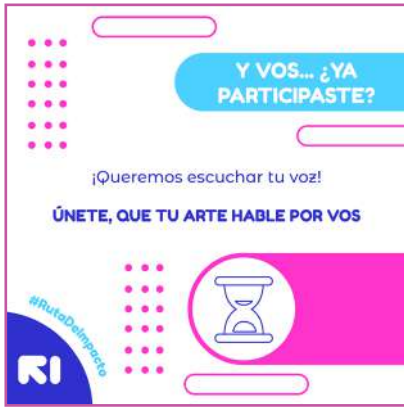 Y VOS... ¿YA
PARTICIPASTE?
¡Queremos escuchar tu voz!
ÚNETE, QUE TU ARTE HABLE POR VOS
#RutaDeImpacto
RI